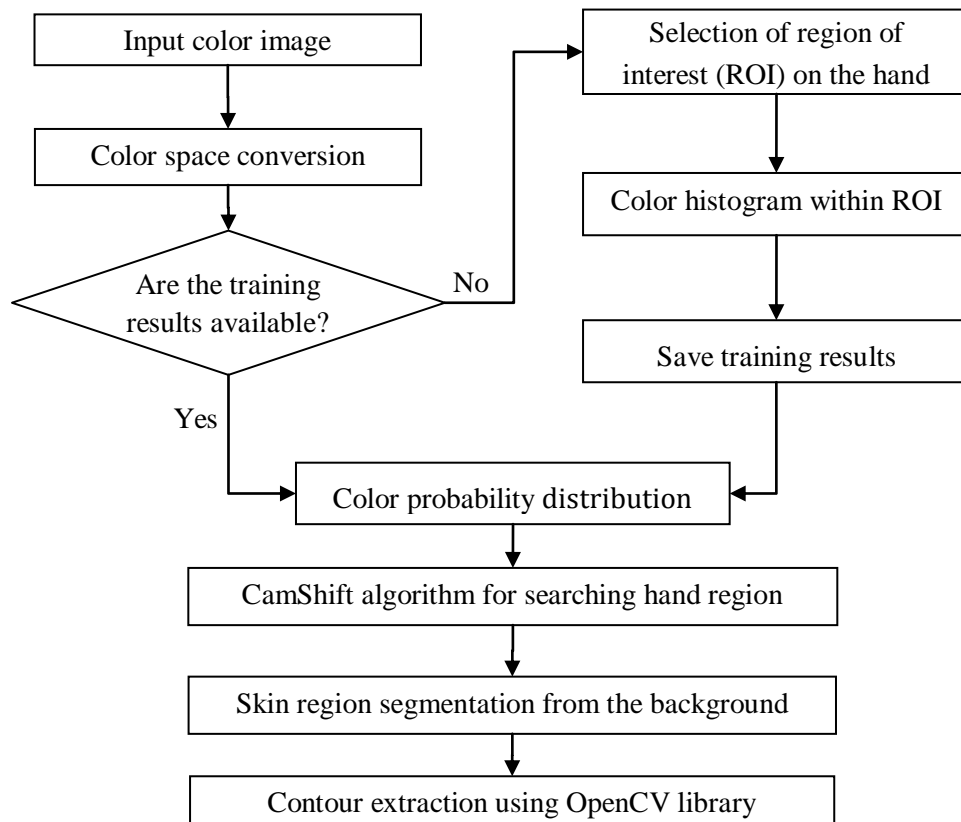 Input color image
Color space conversion
Are the training
results available?
No
Yes
Selection of region of
interest (ROI) on the hand
Color histogram within ROI
Save training results
Color probability distribution
CamShift algorithm for searching hand region
Skin region segmentation from the background
Contour extraction using OpenCV library